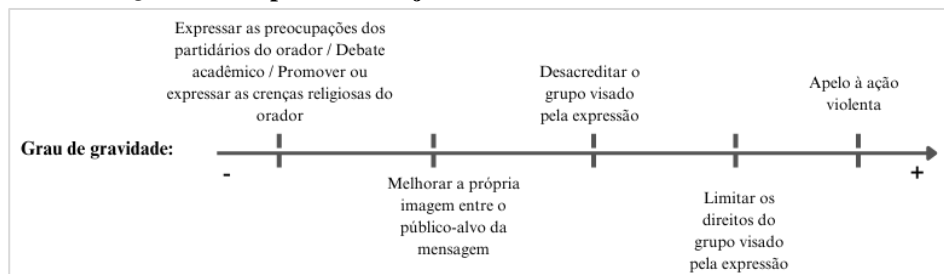 Expressar as preocupações dos
partidários do orador / Debate
acadêmico / Promover ou
expressar as crenças religiosas do
orador
Desacreditar o
grupo visado
pela expressão
Apelo à ação
violenta
Grau de gravidade:
-
+
Melhorar a própria
imagem entre o
público-alvo da
mensagem
Limitar os
direitos do
grupo visado
pela expressão